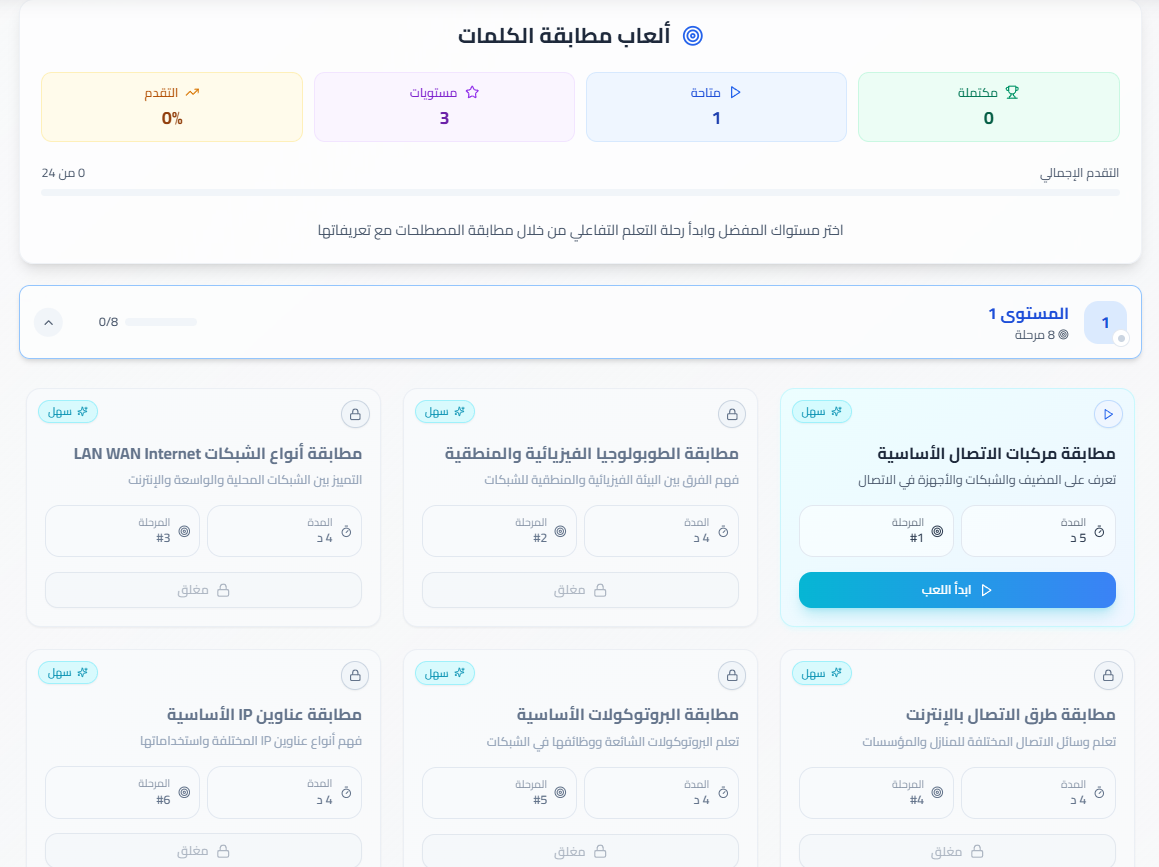 ألعاب مطابقة الكلمات
مكتملة
0
متاحة
1
مستويات
3
التقدم
0%
التقدم الإجمالي
0 من 24
اختر مستواك المفضل وابدأ رحلة التعلم التفاعلي من خلال مطابقة المصطلحات مع تعريفاتها
1
المستوى 1
8 مرحلة
0/8
سهل
مطابقة مركبات الاتصال الأساسية
تعرف على المضيف والشبكات والأجهزة في الاتصال
المدة
5 د
المرحلة
#1
ابدأ اللعب
سهل
مطابقة الطوبولوجيا الفيزيائية والمنطقية
فهم الفرق بين البيئة الفيزيائية والمنطقية للشبكات
المدة
4 د
المرحلة
#2
مغلق
سهل
مطابقة أنواع الشبكات LAN WAN Internet
التمييز بين الشبكات المحلية والواسعة والإنترنت
المدة
4 د
المرحلة
#3
مغلق
سهل
مطابقة طرق الاتصال بالإنترنت
تعلم وسائل الاتصال المختلفة للمنازل والمؤسسات
المدة
4 د
المرحلة
#4
مغلق
سهل
مطابقة البروتوكولات الأساسية
تعلم البروتوكولات الشائعة ووظائفها في الشبكات
المدة
4 د
المرحلة
#5
مغلق
سهل
مطابقة عناوين IP الأساسية
فهم أنواع عناوين IP المختلفة واستخداماتها
المدة
4 د
المرحلة
#6
مغلق